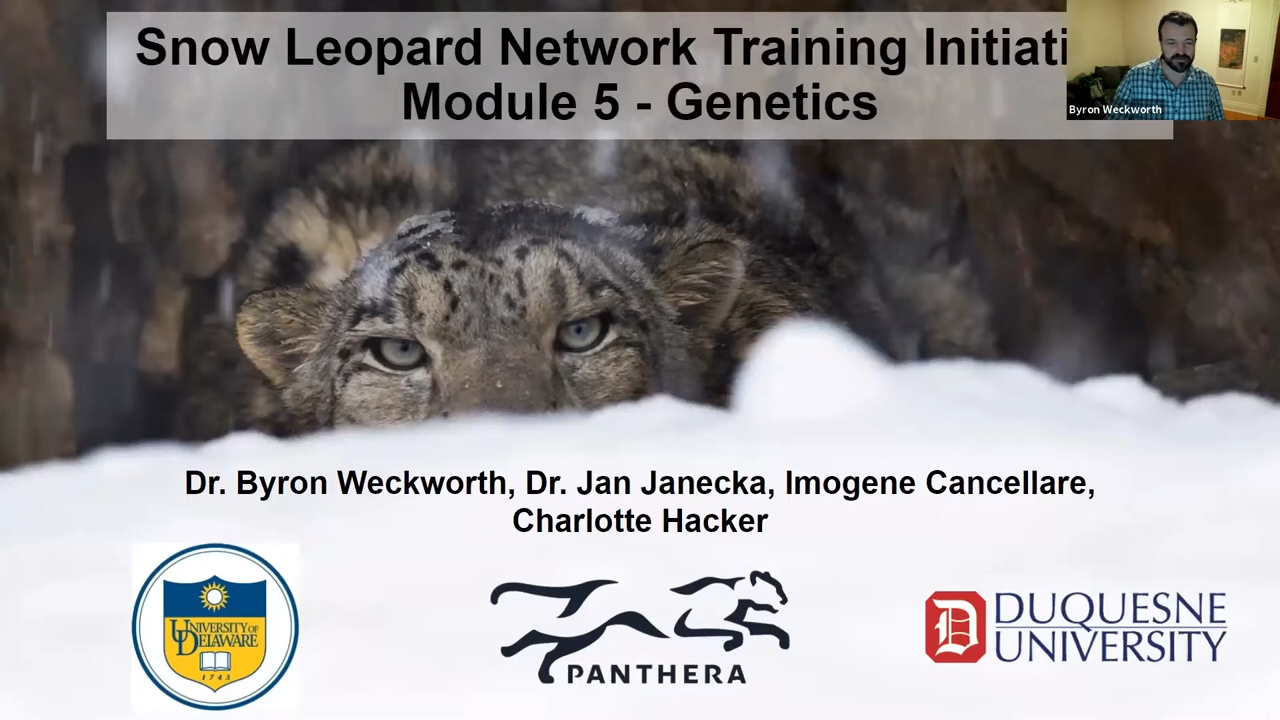 Snow Leopard Network Training Initiati
Module 5 - Genetics
Byron Weckworth
Dr. Byron Weckworth, Dr. Jan Janecka, Imogene Cancellare,
Charlotte Hacker
UNIVERSITY OF
DELAWARE
1743
PANTHERA
D DUQUESNE
UNIVERSITY